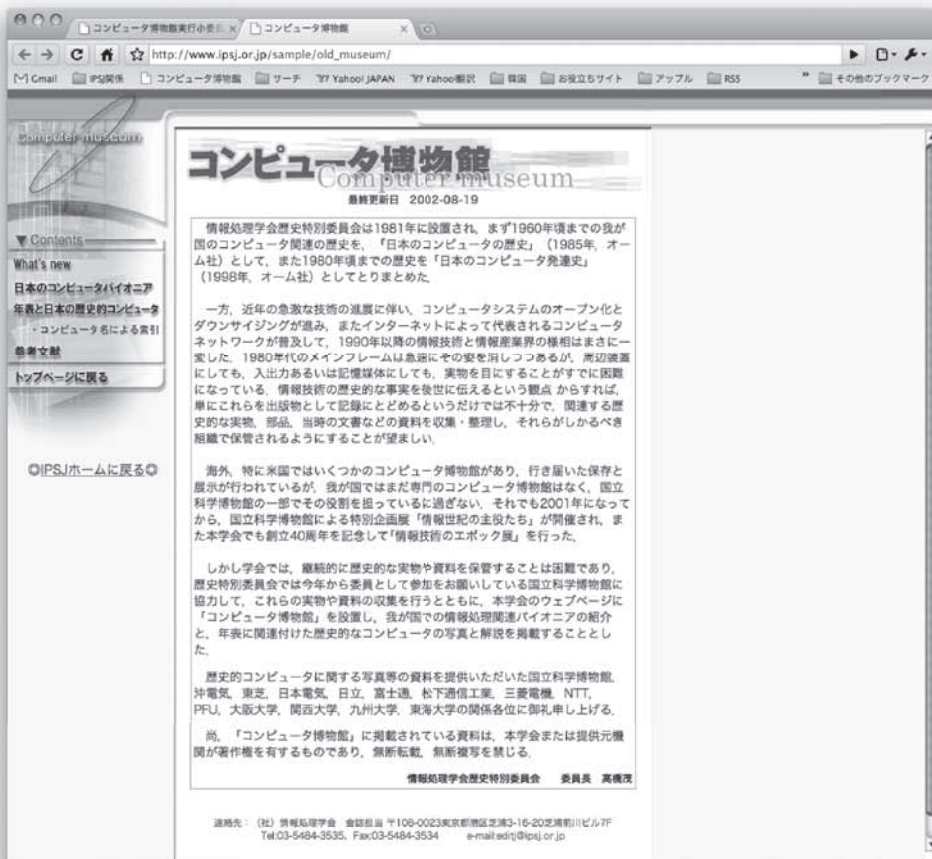 コンピュータ博物館実行小委員 ×
コンピュータ博物館 ×
http://www.ipsj.or.jp/sample/old_museum/
Gmail IPSJ関係 コンピュータ博物館 サーチ Yahoo! JAPAN Yahoo!翻訳 韓国 お役立ちサイト アップル RSS » その他のブックマーク
Computer museum
▼ Contents
What's new
日本のコンピュータパイオニア
年表と日本の歴史的コンピュータ
・コンピュータ名による索引
参考文献
トップページに戻る
◎IPSJホームに戻る◎
コンピュータ博物館
Computer museum
最終更新日 2002-08-19
情報処理学会歴史特別委員会は1981年に設置され，まず1960年頃までの我が
国のコンピュータ関連の歴史を，「日本のコンピュータの歴史」（1985年，オー
ム社）として，また1980年頃までの歴史を「日本のコンピュータ発達史」
（1998年，オーム社）としてとりまとめた．
一方，近年の急激な技術の進展に伴い，コンピュータシステムのオープン化と
ダウンサイジングが進み，またインターネットによって代表されるコンピュータ
ネットワークが普及して，1990年以降の情報技術と情報産業界の様相はまさに一
変した．1980年代のメインフレームは急速にその姿を消しつつあるが，周辺装置
にしても，入出力あるいは記憶媒体にしても，実物を目にすることがすでに困難
になっている．情報技術の歴史的な事実を後世に伝えるという観点 からすれば，
単にこれらを出版物として記録にとどめるというだけでは不十分で，関連する歴
史的な実物，部品，当時の文書などの資料を収集・整理し，それらがしかるべき
組織で保管されるようにすることが望ましい．
海外，特に米国ではいくつかのコンピュータ博物館があり，行き届いた保存と
展示が行われているが，我が国ではまだ専門のコンピュータ博物館はなく，国立
科学博物館の一部でその役割を担っているに過ぎない．それでも2001年になって
から，国立科学博物館による特別企画展「情報世紀の主役たち」が開催され，ま
た本学会でも創立40周年を記念して「情報技術のエポック展」を行った．
しかし学会では，継続的に歴史的な実物や資料を保管することは困難であり，
歴史特別委員会では今年から委員として参加をお願いしている国立科学博物館に
協力して，これらの実物や資料の収集を行うとともに，本学会のウェブページに
「コンピュータ博物館」を設置し，我が国での情報処理関連パイオニアの紹介
と，年表に関連付けた歴史的なコンピュータの写真と解説を掲載することとし
た．
歴史的コンピュータに関する写真等の資料を提供いただいた国立科学博物館，
沖電気，東芝，日本電気，日立，富士通，松下通信工業，三菱電機，NTT，
PFU，大阪大学，関西大学，九州大学，東海大学の関係各位に御礼申し上げる．
尚，「コンピュータ博物館」に掲載されている資料は，本学会または提供元機
関が著作権を有するものであり，無断転載，無断複写を禁じる．
情報処理学会歴史特別委員会　委員長 高橋茂
連絡先：（社）情報処理学会 会誌担当 〒108-0023東京都港区芝浦3-16-20芝浦前川ビル7F
Tel:03-5484-3535、Fax:03-5484-3534 e-mail:editj@ipsj.or.jp